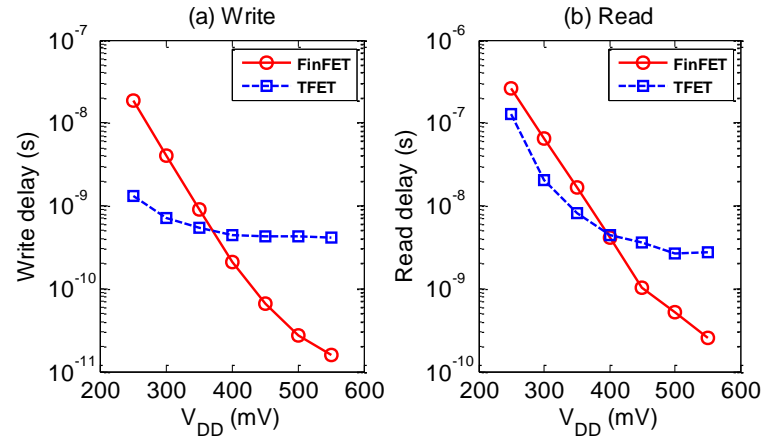 (a) Write
10^-7
10^-8
10^-9
10^-10
10^-11
Write delay (s)
FinFET
TFET
200 300 400 500 600
V_DD (mV)
(b) Read
10^-6
10^-7
10^-8
10^-9
10^-10
Read delay (s)
FinFET
TFET
200 300 400 500 600
V_DD (mV)